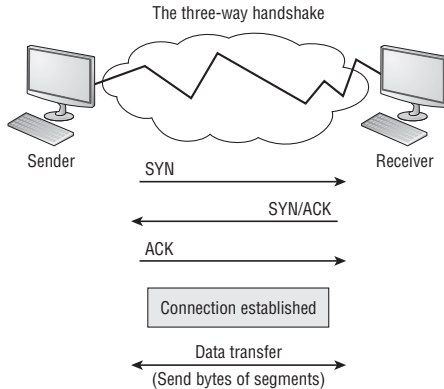 The three-way handshake
Sender
Receiver
SYN
SYN/ACK
ACK
Connection established
Data transfer
(Send bytes of segments)